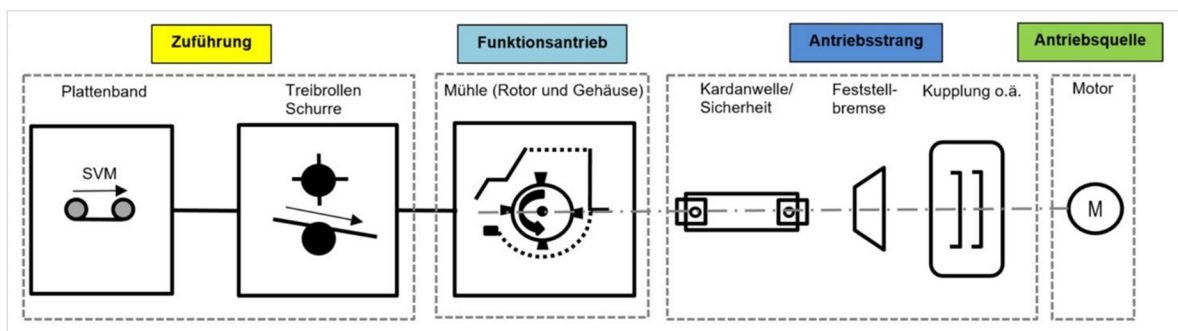 Zuführung
Funktionsantrieb
Antriebsstrang
Antriebsquelle
Plattenband
Treibrollen
Schurre
Mühle (Rotor und Gehäuse)
Kardanwelle/
Sicherheit
Feststell-
bremse
Kupplung o.ä.
Motor
SVM
M